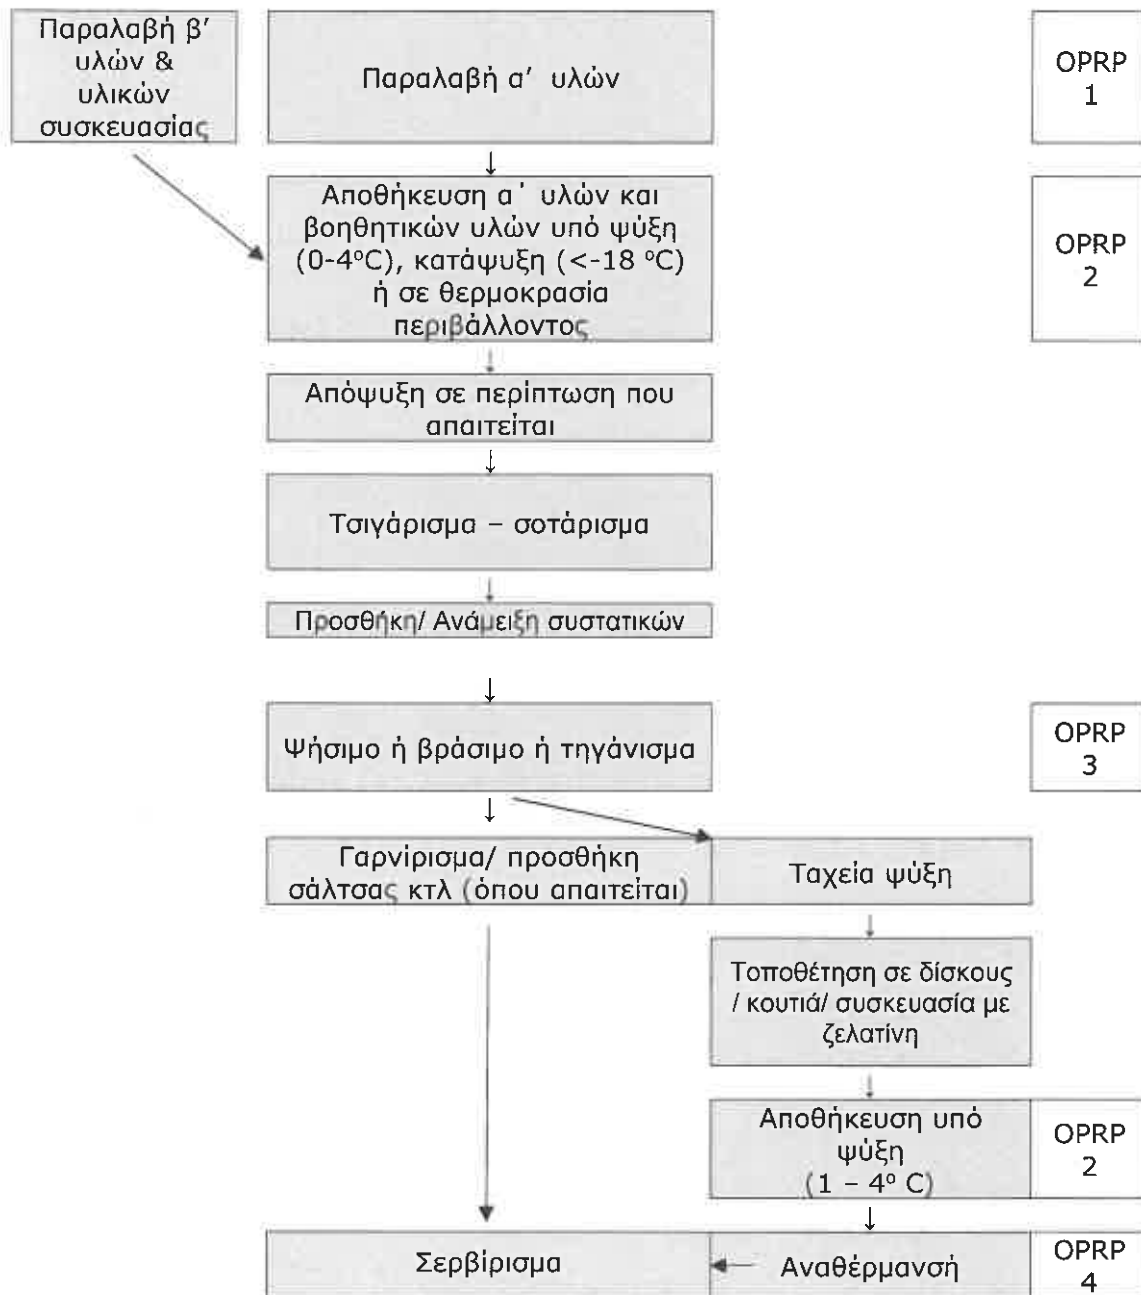 Παραλαβή β’
υλών &
υλικών
συσκευασίας
Παραλαβή α’ υλών
OPRP
1
Αποθήκευση α΄ υλών και
βοηθητικών υλών υπό ψύξη
(0-4°C), κατάψυξη (<-18 °C)
ή σε θερμοκρασία
περιβάλλοντος
OPRP
2
Απόψυξη σε περίπτωση που
απαιτείται
Τσιγάρισμα – σοτάρισμα
Προσθήκη/ Ανάμειξη συστατικών
Ψήσιμο ή βράσιμο ή τηγάνισμα
OPRP
3
Γαρνίρισμα/ προσθήκη
σάλτσας κτλ (όπου απαιτείται)
Ταχεία ψύξη
Τοποθέτηση σε δίσκους
/ κουτιά/ συσκευασία με
ζελατίνη
Αποθήκευση υπό
ψύξη
(1 – 4° C)
OPRP
2
Σερβίρισμα
Αναθέρμανσή
OPRP
4